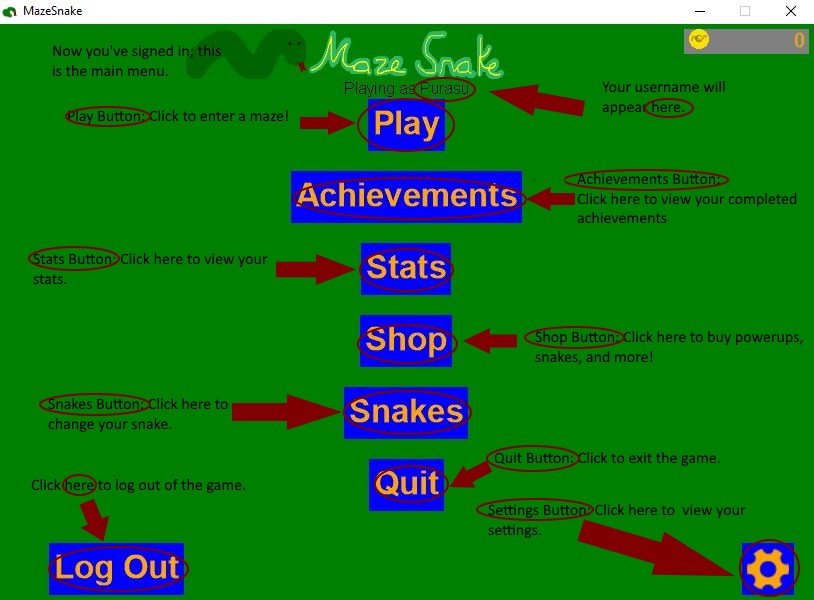 MazeSnake
Now you've signed in; this
is the main menu.
Maze Snake
0
Playing as Purasu
Your username will
appear here.
Play Button: Click to enter a maze!
Play
Achievements Button:
Click here to view your completed
achievements
Achievements
Stats Button: Click here to view your
stats.
Stats
Shop
Shop Button: Click here to buy powerups,
snakes, and more!
Snakes Button: Click here to
change your snake.
Snakes
Quit Button: Click to exit the game.
Quit
Click here to log out of the game.
Settings Button: Click here to  view your
settings.
Log Out